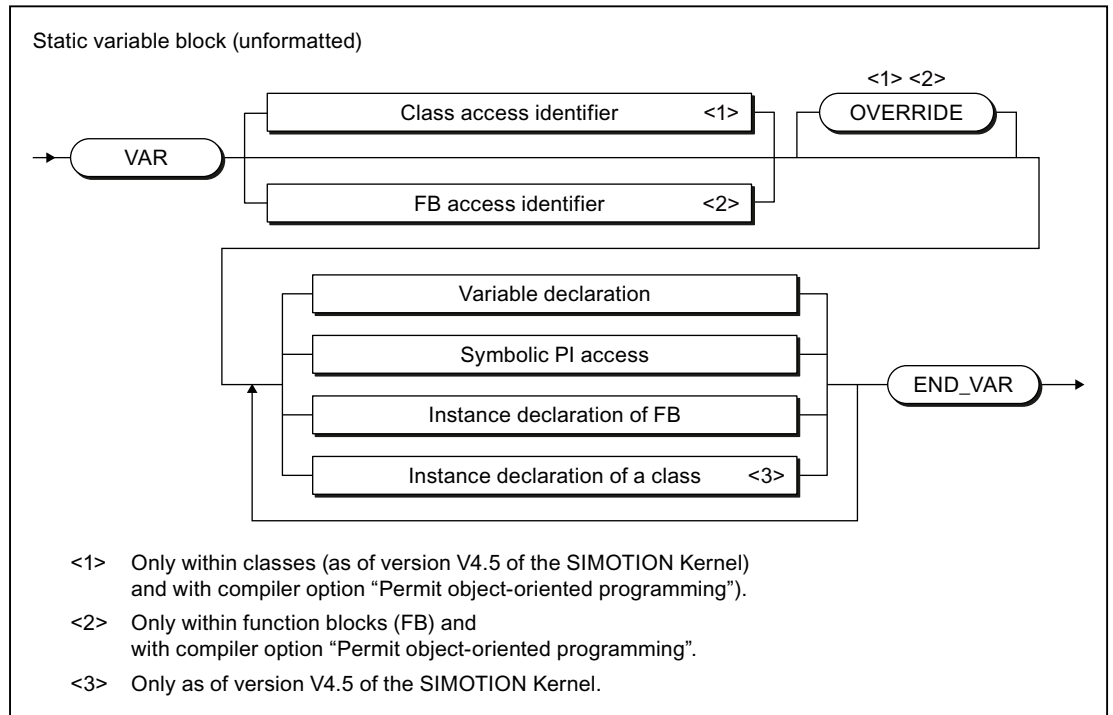 Static variable block (unformatted)
<1> <2>
Class access identifier <1>
OVERRIDE
VAR
FB access identifier <2>
Variable declaration
Symbolic PI access
END_VAR
Instance declaration of FB
Instance declaration of a class <3>
<1> Only within classes (as of version V4.5 of the SIMOTION Kernel)
and with compiler option “Permit object-oriented programming”).
<2> Only within function blocks (FB) and
with compiler option “Permit object-oriented programming”.
<3> Only as of version V4.5 of the SIMOTION Kernel.